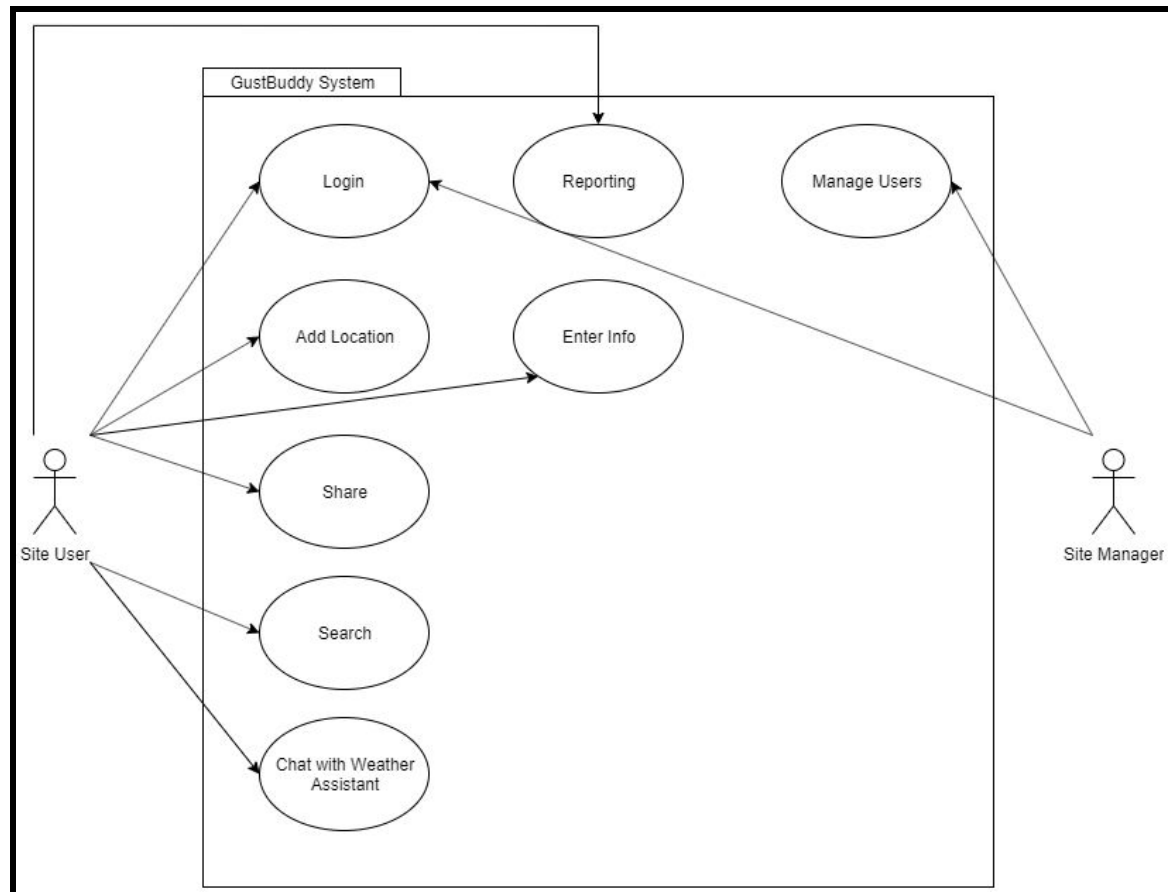 GustBuddy System
Login
Reporting
Manage Users
Add Location
Enter Info
Share
Site User
Site Manager
Search
Chat with Weather
Assistant